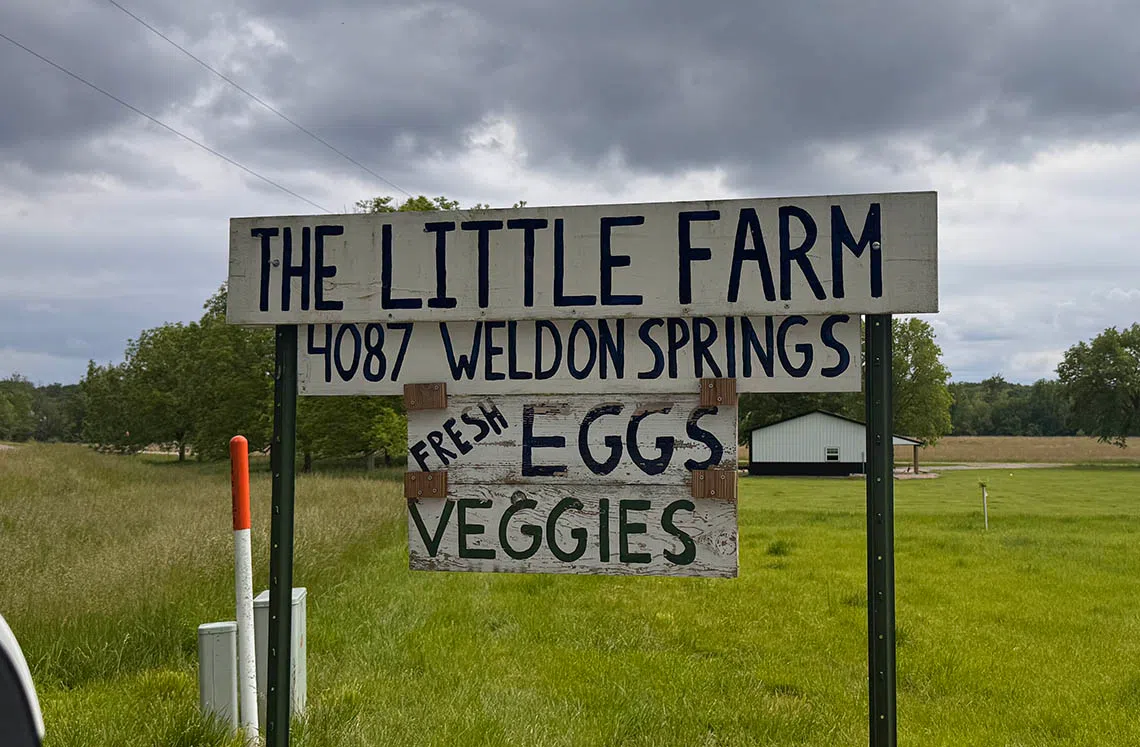 THE LITTLE FARM
4087 WELDON SPRINGS
FRESH EGGS
VEGGIES